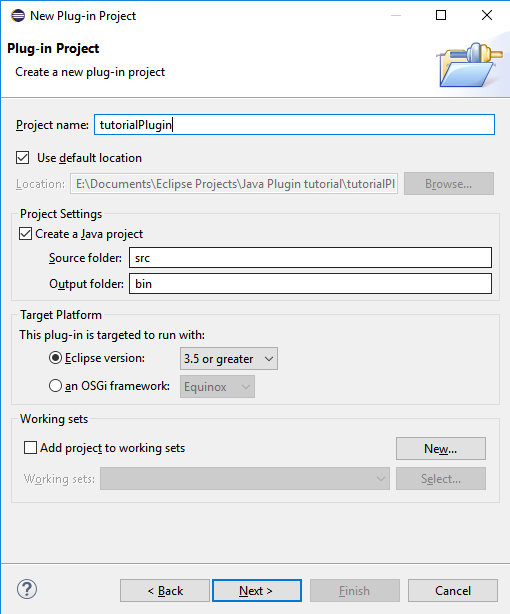 New Plug-in Project
Plug-in Project
Create a new plug-in project
Project name: tutorialPlugin
Use default location
Location: E:\Documents\Eclipse Projects\Java Plugin tutorial\tutorialPl Browse...
Project Settings
Create a Java project
Source folder: src
Output folder: bin
Target Platform
This plug-in is targeted to run with:
Eclipse version: 3.5 or greater
an OSGi framework: Equinox
Working sets
Add project to working sets New...
Working sets: Select...
? < Back Next > Finish Cancel